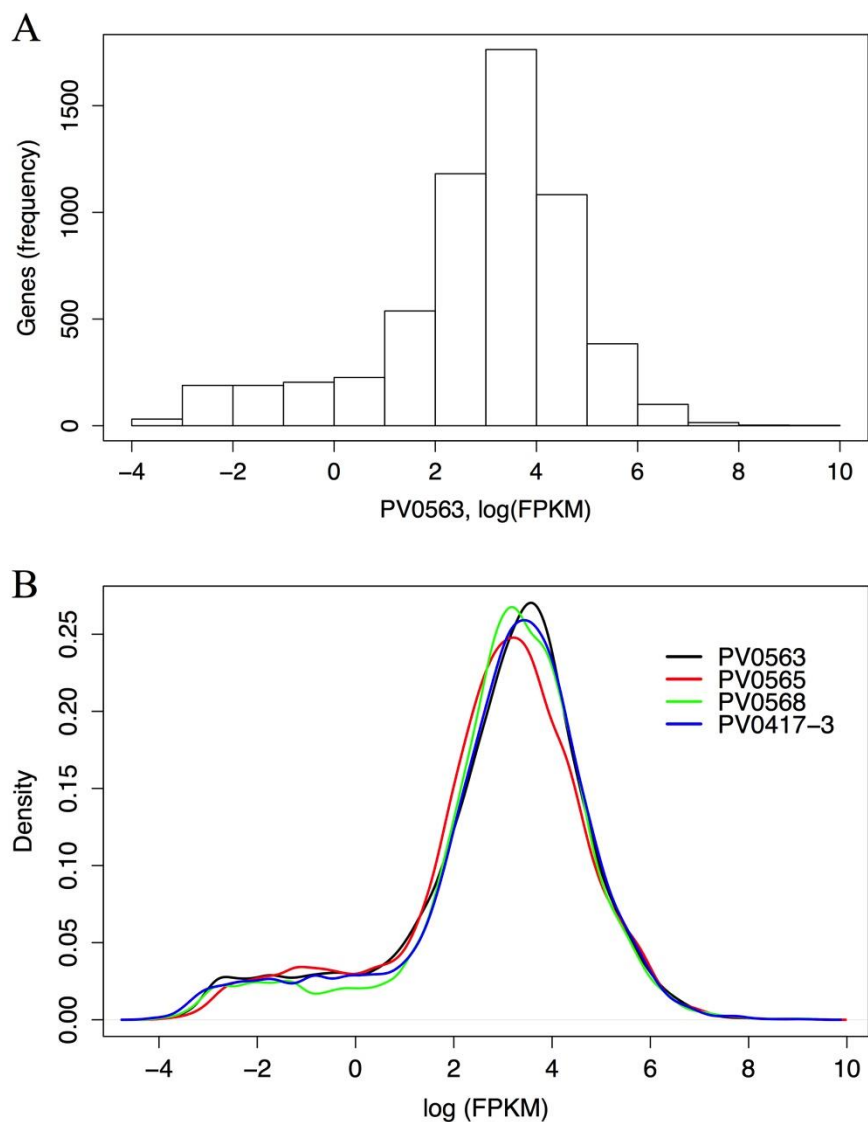 A
Genes (frequency)
1500
1000
500
0
−4 −2 0 2 4 6 8 10
PV0563, log(FPKM)
B
Density
0.25
0.20
0.15
0.10
0.05
0.00
PV0563
PV0565
PV0568
PV0417−3
−4 −2 0 2 4 6 8 10
log (FPKM)